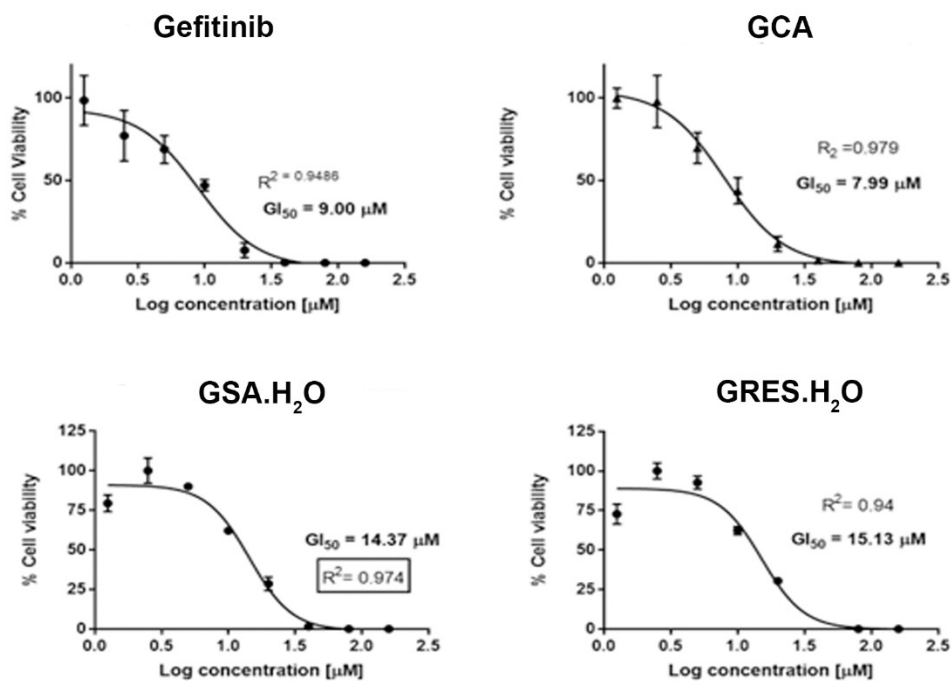 Gefitinib
% Cell Viability
100
50
0
R2 = 0.9486
GI50 = 9.00 μM
0.0 0.5 1.0 1.5 2.0 2.5
Log concentration [μM]
GCA
% Cell Viability
100
50
0
R2 =0.979
GI50 = 7.99 μM
0.0 0.5 1.0 1.5 2.0 2.5
Log concentration [μM]
GSA.H2O
% Cell viability
125
100
75
50
25
0
GI50 = 14.37 μM
R2= 0.974
0.0 0.5 1.0 1.5 2.0 2.5
Log concentration [μM]
GRES.H2O
% Cell viability
125
100
75
50
25
0
R2= 0.94
GI50 = 15.13 μM
0.0 0.5 1.0 1.5 2.0 2.5
Log concentration [μM]